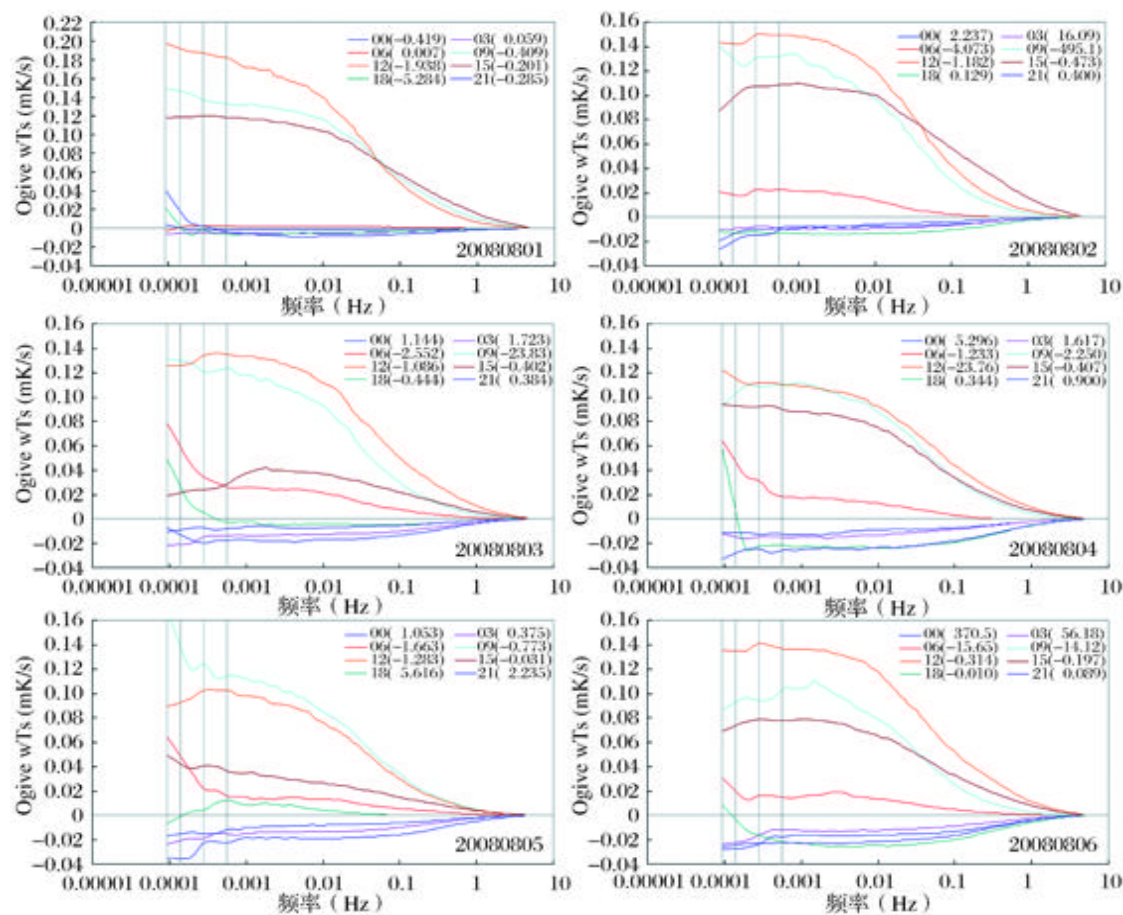 0.22
0.20
0.18
0.16
0.14
0.12
0.10
0.08
0.06
0.04
0.02
0
-0.02
-0.04
Ogive wTs (mK/s)
00(-0.419) 03( 0.059)
06( 0.007) 09(-0.409)
12(-1.938) 15(-0.201)
18(-5.284) 21(-0.285)
20080801
0.00001 0.0001 0.001 0.01 0.1 1 10
频率（Hz）
0.16
0.14
0.12
0.10
0.08
0.06
0.04
0.02
0
-0.02
-0.04
Ogive wTs (mK/s)
00( 2.237) 03( 16.09)
06(-4.073) 09(-495.1)
12(-1.182) 15(-0.473)
18( 0.129) 21( 0.400)
20080802
0.00001 0.0001 0.001 0.01 0.1 1 10
频率（Hz）
0.16
0.14
0.12
0.10
0.08
0.06
0.04
0.02
0
-0.02
-0.04
Ogive wTs (mK/s)
00( 1.144) 03( 1.723)
06(-2.552) 09(-23.83)
12(-1.086) 15(-0.402)
18(-0.444) 21( 0.384)
20080803
0.00001 0.0001 0.001 0.01 0.1 1 10
频率（Hz）
0.16
0.14
0.12
0.10
0.08
0.06
0.04
0.02
0
-0.02
-0.04
Ogive wTs (mK/s)
00( 5.296) 03( 1.617)
06(-1.233) 09(-2.250)
12(-23.76) 15(-0.407)
18( 0.344) 21( 0.900)
20080804
0.00001 0.0001 0.001 0.01 0.1 1 10
频率（Hz）
0.16
0.14
0.12
0.10
0.08
0.06
0.04
0.02
0
-0.02
-0.04
Ogive wTs (mK/s)
00( 1.053) 03( 0.375)
06(-1.663) 09(-0.773)
12(-1.283) 15(-0.031)
18( 5.616) 21( 2.235)
20080805
0.00001 0.0001 0.001 0.01 0.1 1 10
频率（Hz）
0.16
0.14
0.12
0.10
0.08
0.06
0.04
0.02
0
-0.02
-0.04
Ogive wTs (mK/s)
00( 370.5) 03( 56.18)
06(-15.65) 09(-14.12)
12(-0.314) 15(-0.197)
18(-0.010) 21( 0.089)
20080806
0.00001 0.0001 0.001 0.01 0.1 1 10
频率（Hz）